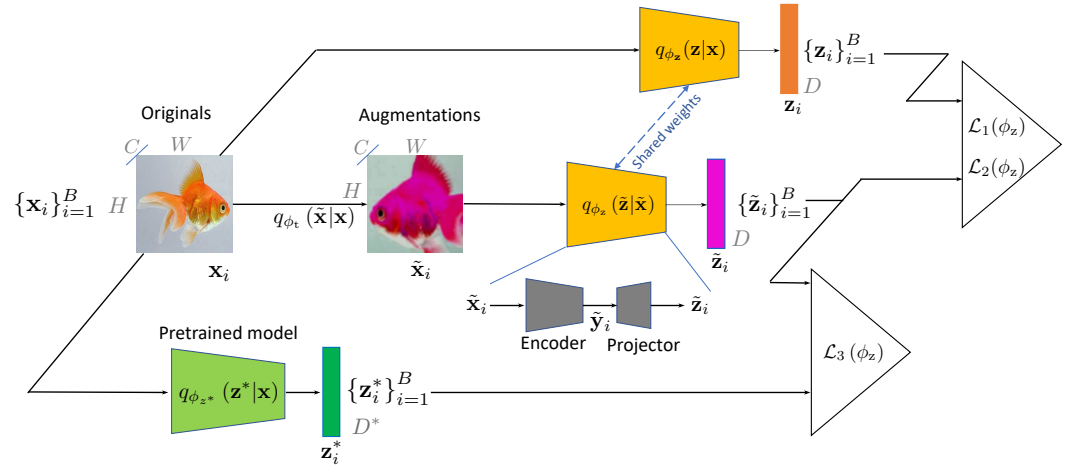 q_{ϕ_z}(z|x)
{z_i}_{i=1}^B
D
z_i
Originals
Augmentations
C
W
C
W
Shared weights
L_1(ϕ_z)
L_2(ϕ_z)
{x_i}_{i=1}^B
H
H
q_{ϕ_t}(x̃|x)
q_{ϕ_z}(z̃|x̃)
{z̃_i}_{i=1}^B
D
x_i
x̃_i
z̃_i
x̃_i
ỹ_i
z̃_i
Encoder
Projector
Pretrained model
q_{ϕ_{z*}}(z*|x)
{z_i^*}_{i=1}^B
D*
z_i^*
L_3(ϕ_z)